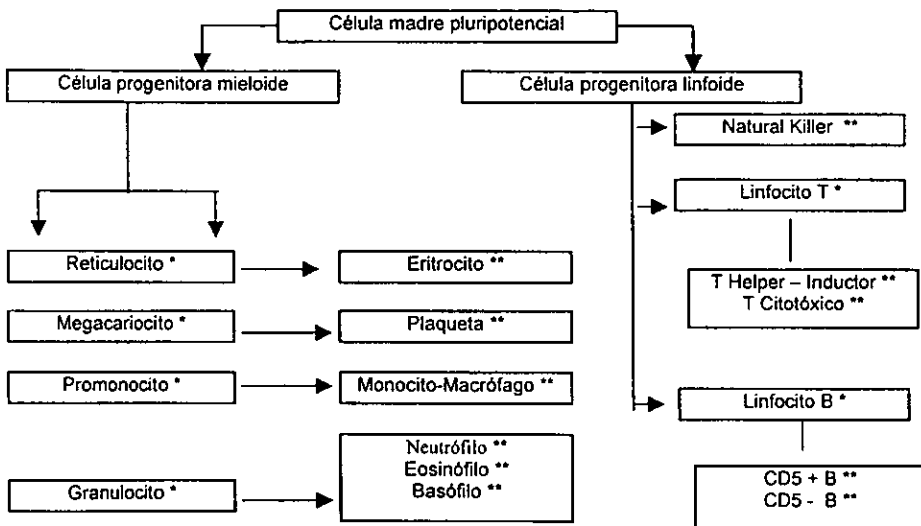 Célula madre pluripotencial
Célula progenitora mieloide
Célula progenitora linfoide
Natural Killer **
Linfocito T *
T Helper – Inductor **
T Citotóxico **
Reticulocito *
Eritrocito **
Megacariocito *
Plaqueta **
Promonocito *
Monocito-Macrófago **
Linfocito B *
Granulocito *
Neutrófilo **
Eosinófilo **
Basófilo **
CD5 + B **
CD5 - B **